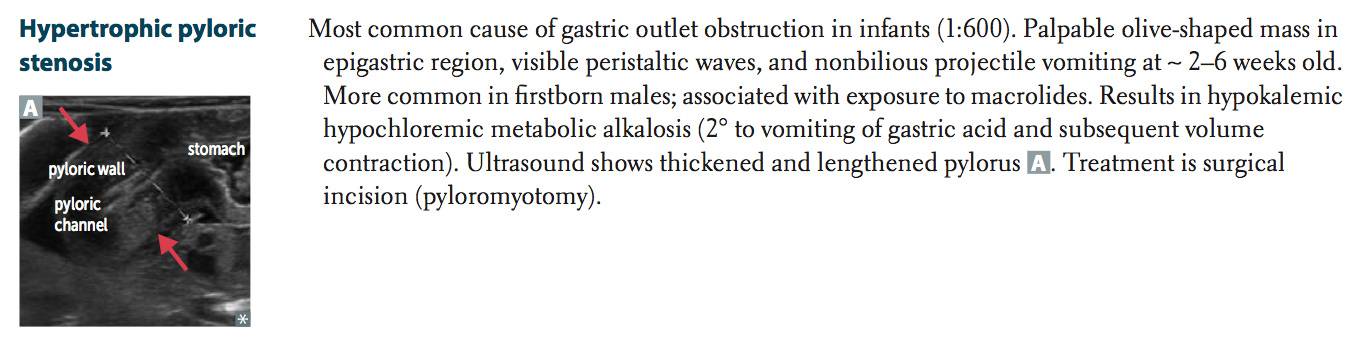 Hypertrophic pyloric
stenosis
Most common cause of gastric outlet obstruction in infants (1:600). Palpable olive-shaped mass in
epigastric region, visible peristaltic waves, and nonbilious projectile vomiting at ~ 2–6 weeks old.
More common in firstborn males; associated with exposure to macrolides. Results in hypokalemic
hypochloremic metabolic alkalosis (2° to vomiting of gastric acid and subsequent volume
contraction). Ultrasound shows thickened and lengthened pylorus A. Treatment is surgical
incision (pyloromyotomy).
A
stomach
pyloric wall
pyloric
channel
*